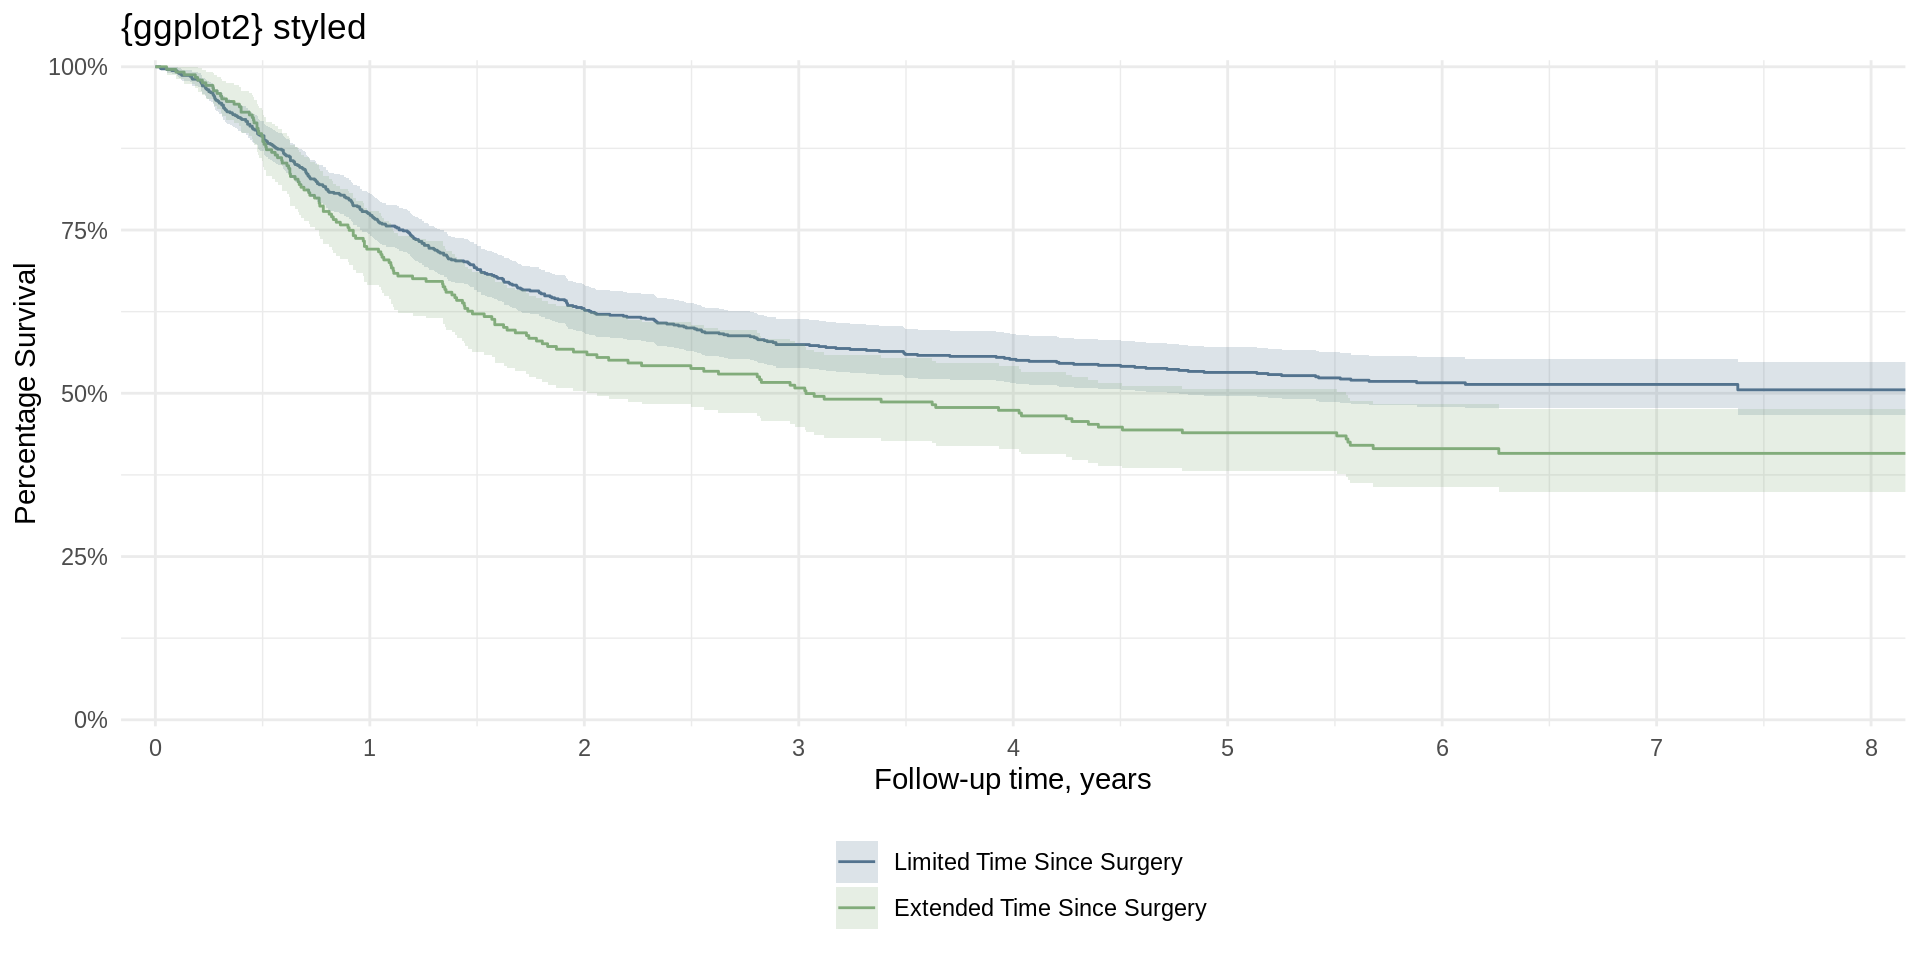 {ggplot2} styled
100%
75%
50%
25%
0%
Percentage Survival
0 1 2 3 4 5 6 7 8
Follow-up time, years
Limited Time Since Surgery
Extended Time Since Surgery